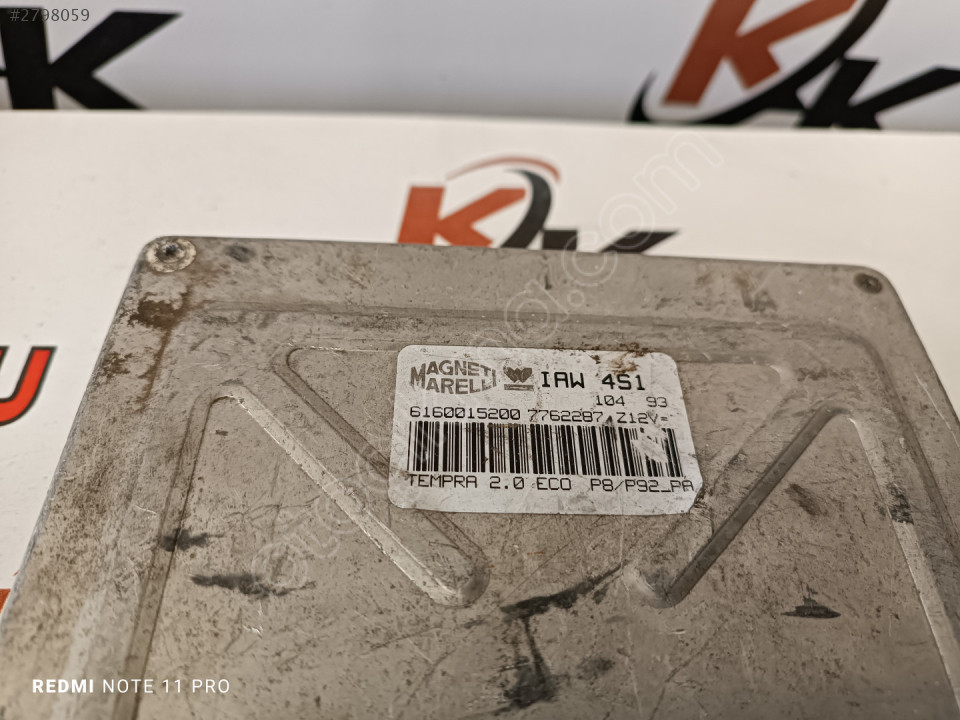 #2798059
K
K
K
K
U
MAGNETI
MARELLI
IAW 4S1
104 93
6160015200 7762287 Z12V=
TEMPRA 2.0 ECO P8/P92_PA
REDMI NOTE 11 PRO